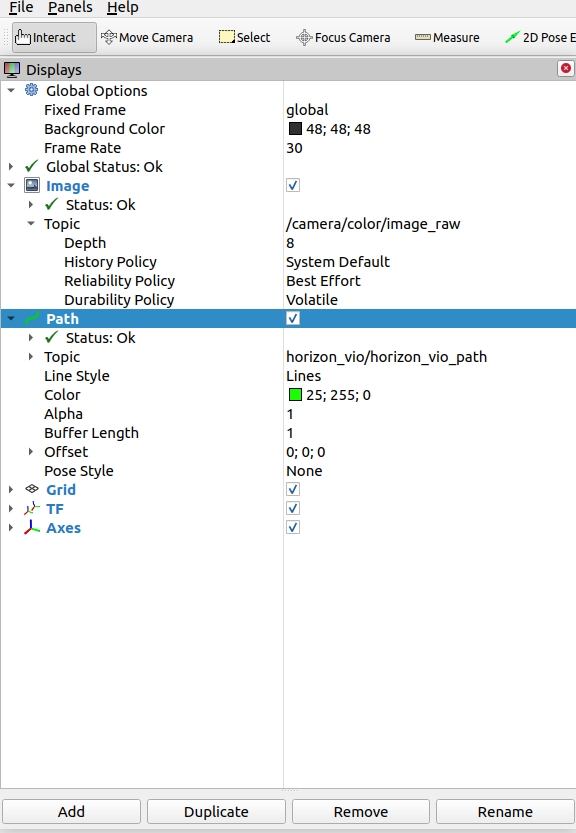 File Panels Help
Interact Move Camera Select Focus Camera Measure 2D Pose E
Displays
Global Options
Fixed Frame global
Background Color 48; 48; 48
Frame Rate 30
Global Status: Ok
Image
Status: Ok
Topic /camera/color/image_raw
Depth 8
History Policy System Default
Reliability Policy Best Effort
Durability Policy Volatile
Path
Status: Ok
Topic horizon_vio/horizon_vio_path
Line Style Lines
Color 25; 255; 0
Alpha 1
Buffer Length 1
Offset 0; 0; 0
Pose Style None
Grid
TF
Axes
Add Duplicate Remove Rename